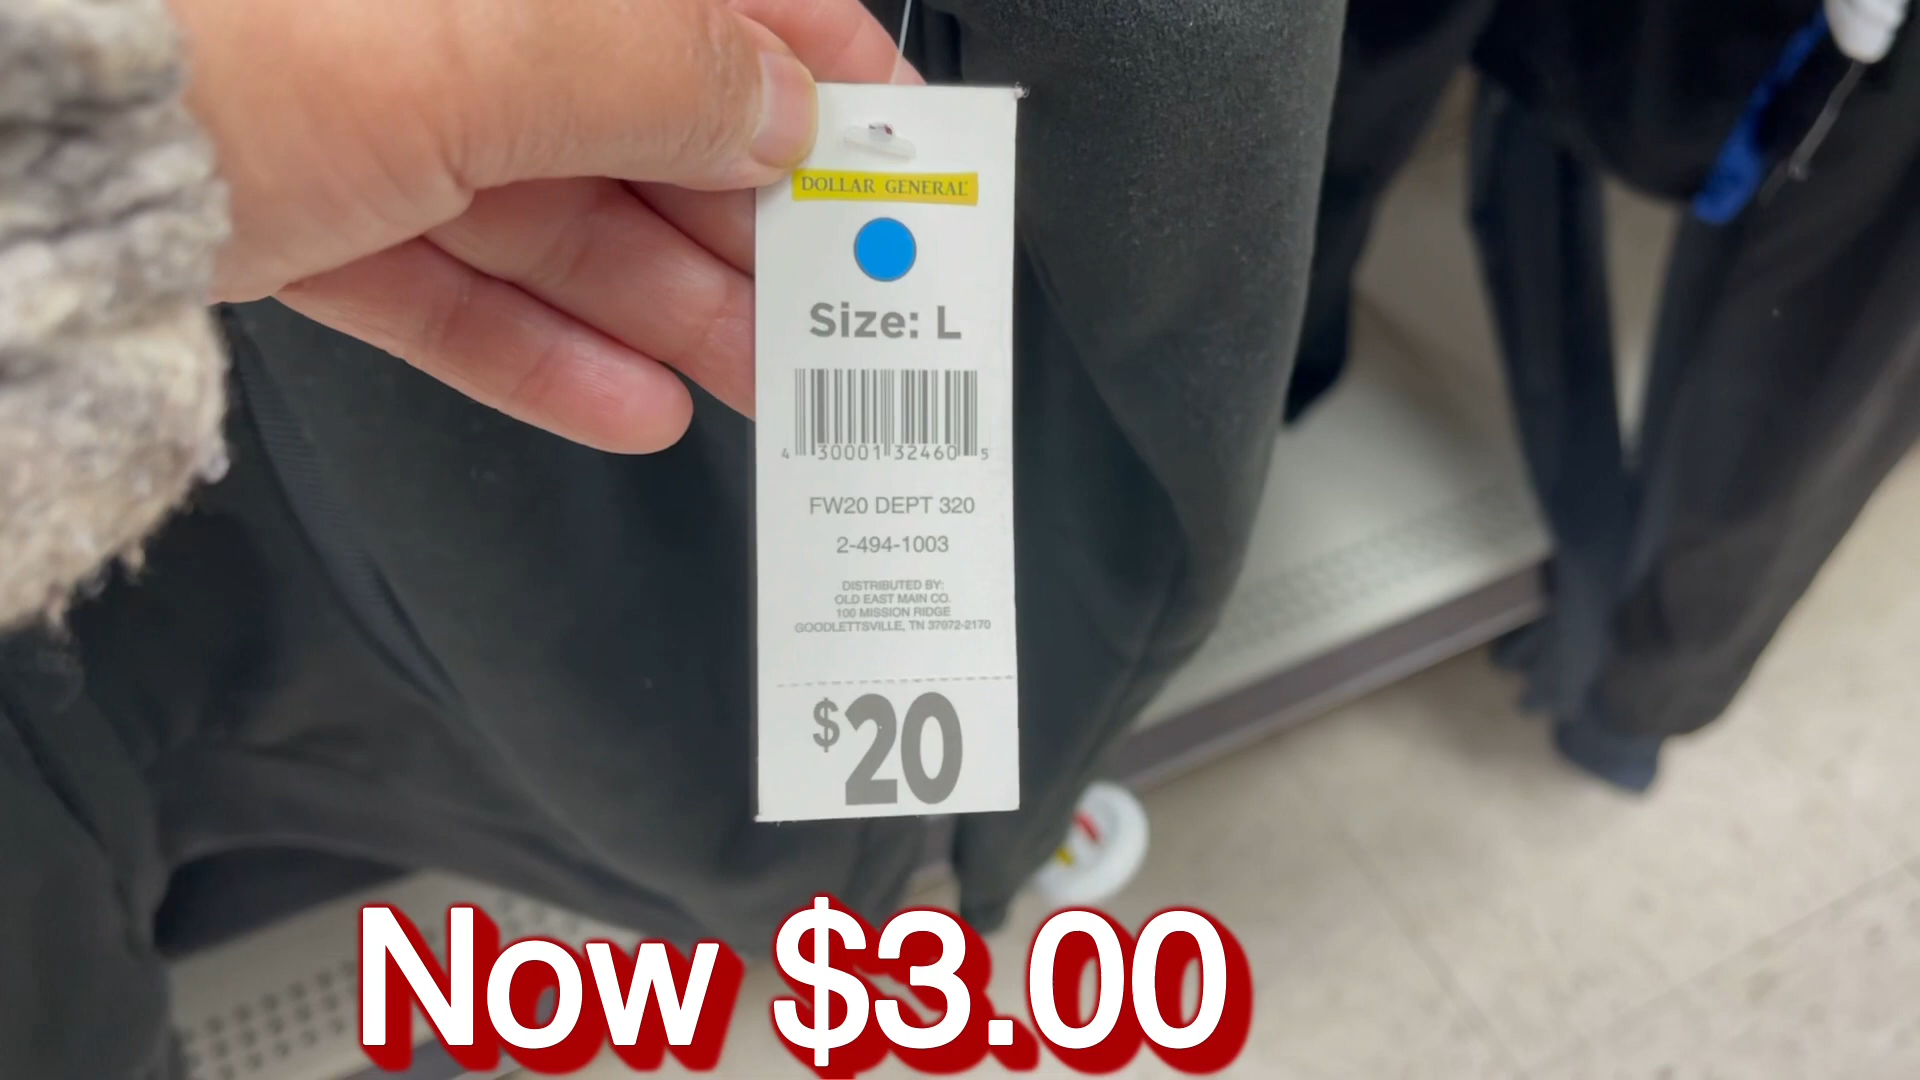 DOLLAR GENERAL
Size: L
4 30001 32460 5
FW20 DEPT 320
2-494-1003
DISTRIBUTED BY:
OLD EAST MAIN CO.
100 MISSION RIDGE
GOODLETTSVILLE, TN 37072-2170
$20
Now $3.00